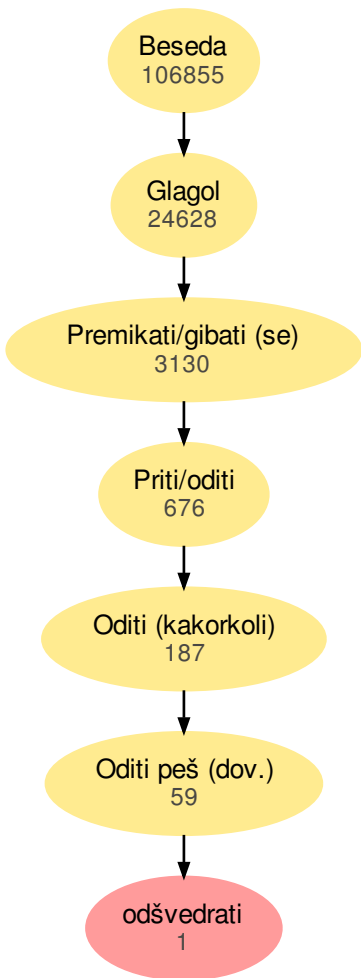 Beseda
106855
Glagol
24628
Premikati/gibati (se)
3130
Priti/oditi
676
Oditi (kakorkoli)
187
Oditi peš (dov.)
59
odšvedrati
1